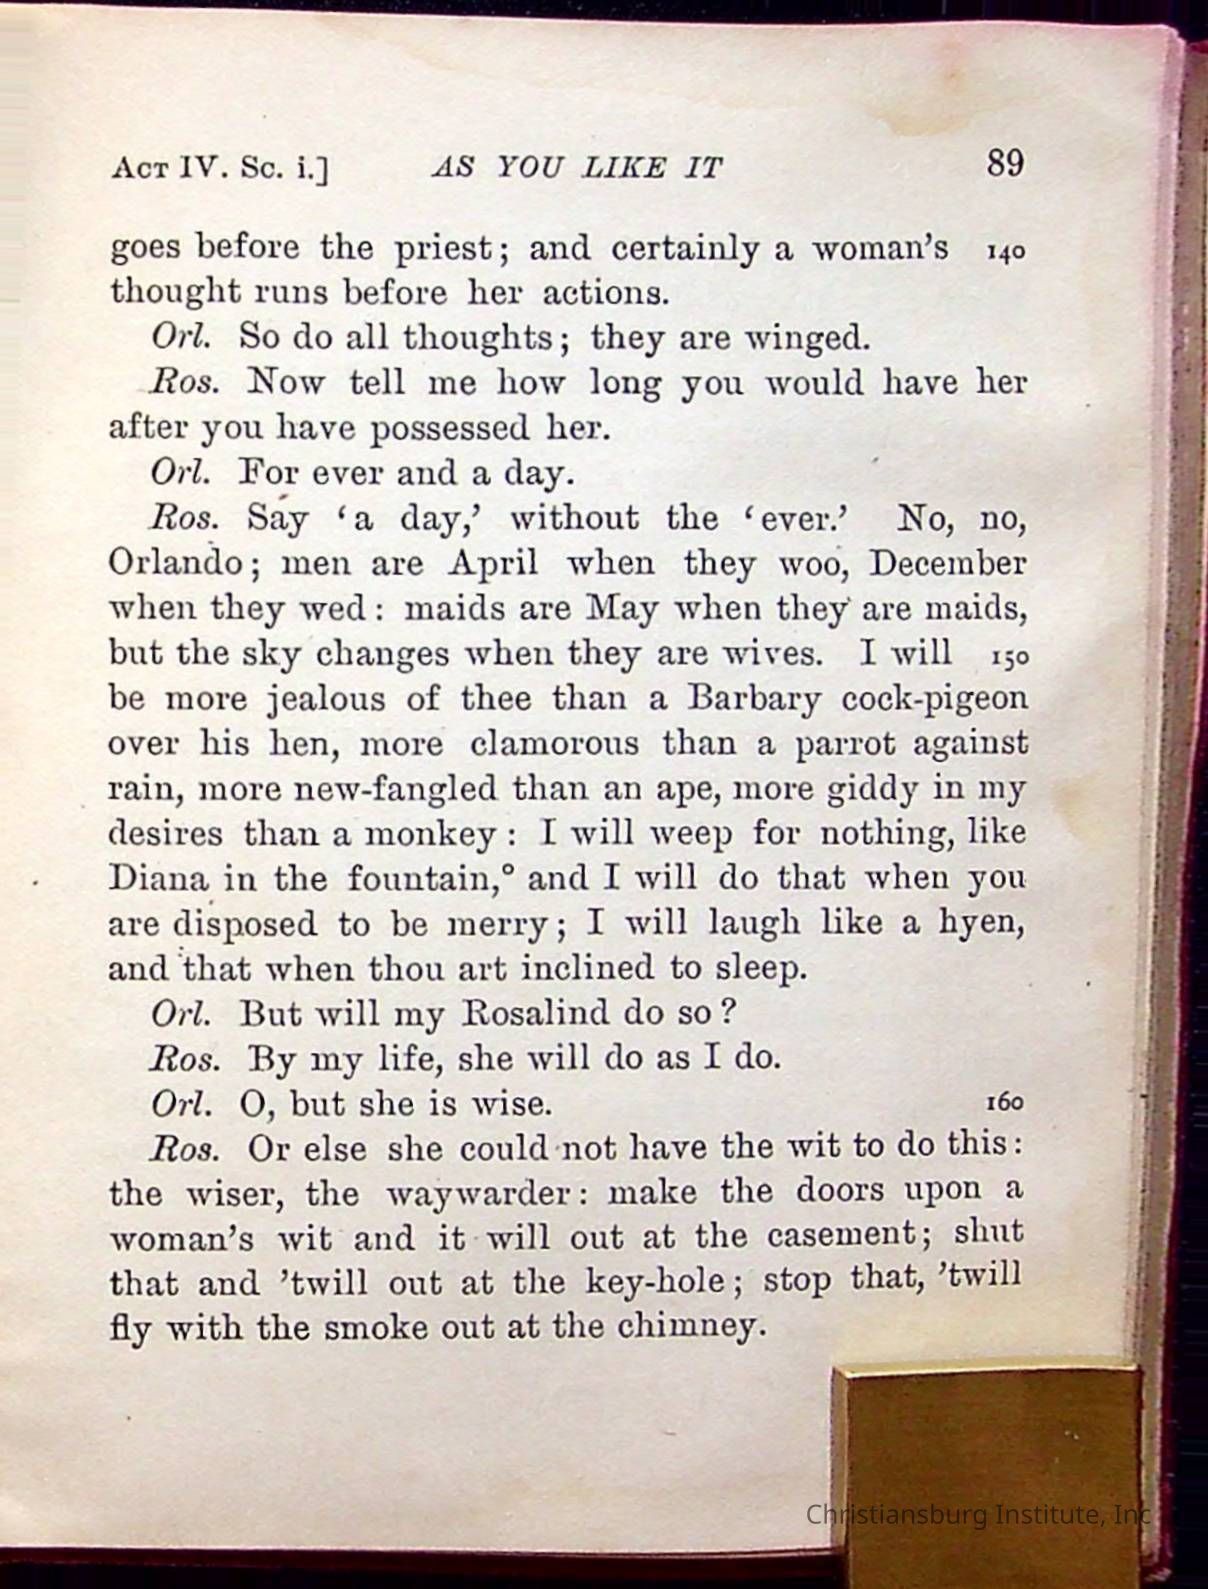 Act IV. Sc. i.] AS YOU LIKE IT 89
goes before the priest; and certainly a woman's 140
thought runs before her actions.
Orl. So do all thoughts; they are winged.
Ros. Now tell me how long you would have her
after you have possessed her.
Orl. For ever and a day.
Ros. Say ‘a day,’ without the ‘ever.’ No, no,
Orlando; men are April when they woo, December
when they wed: maids are May when they are maids,
but the sky changes when they are wives. I will 150
be more jealous of thee than a Barbary cock-pigeon
over his hen, more clamorous than a parrot against
rain, more new-fangled than an ape, more giddy in my
desires than a monkey: I will weep for nothing, like
Diana in the fountain,° and I will do that when you
are disposed to be merry; I will laugh like a hyen,
and that when thou art inclined to sleep.
Orl. But will my Rosalind do so?
Ros. By my life, she will do as I do.
Orl. O, but she is wise. 160
Ros. Or else she could not have the wit to do this:
the wiser, the waywarder: make the doors upon a
woman's wit and it will out at the casement; shut
that and ’twill out at the key-hole; stop that, ’twill
fly with the smoke out at the chimney.
Christiansburg Institute, Inc